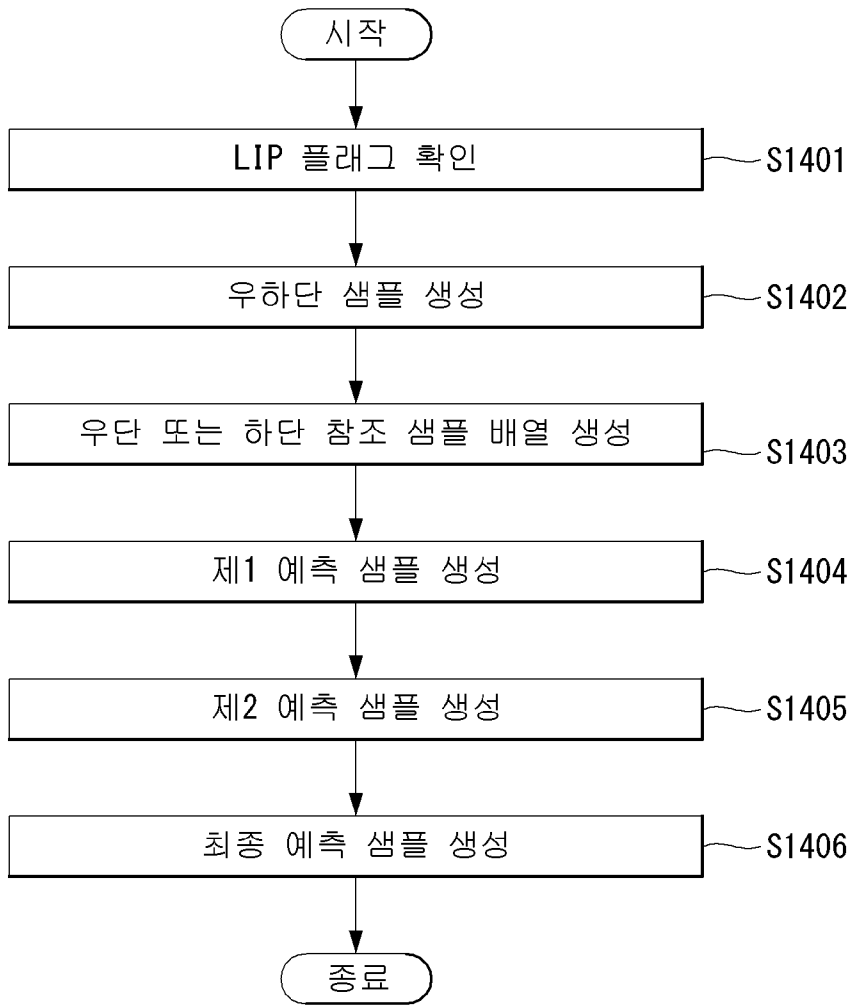 시작
LIP 플래그 확인
S1401
우하단 샘플 생성
S1402
우단 또는 하단 참조 샘플 배열 생성
S1403
제1 예측 샘플 생성
S1404
제2 예측 샘플 생성
S1405
최종 예측 샘플 생성
S1406
종료